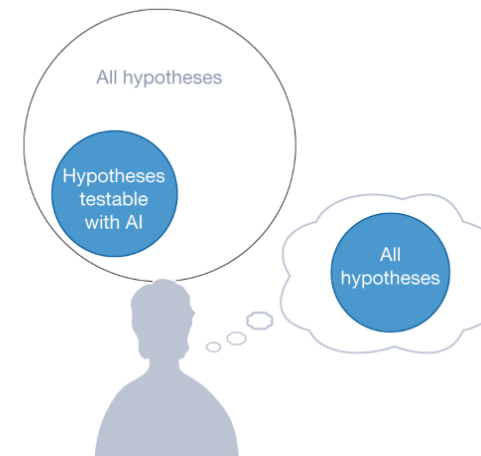 All hypotheses
Hypotheses
testable
with AI
All
hypotheses